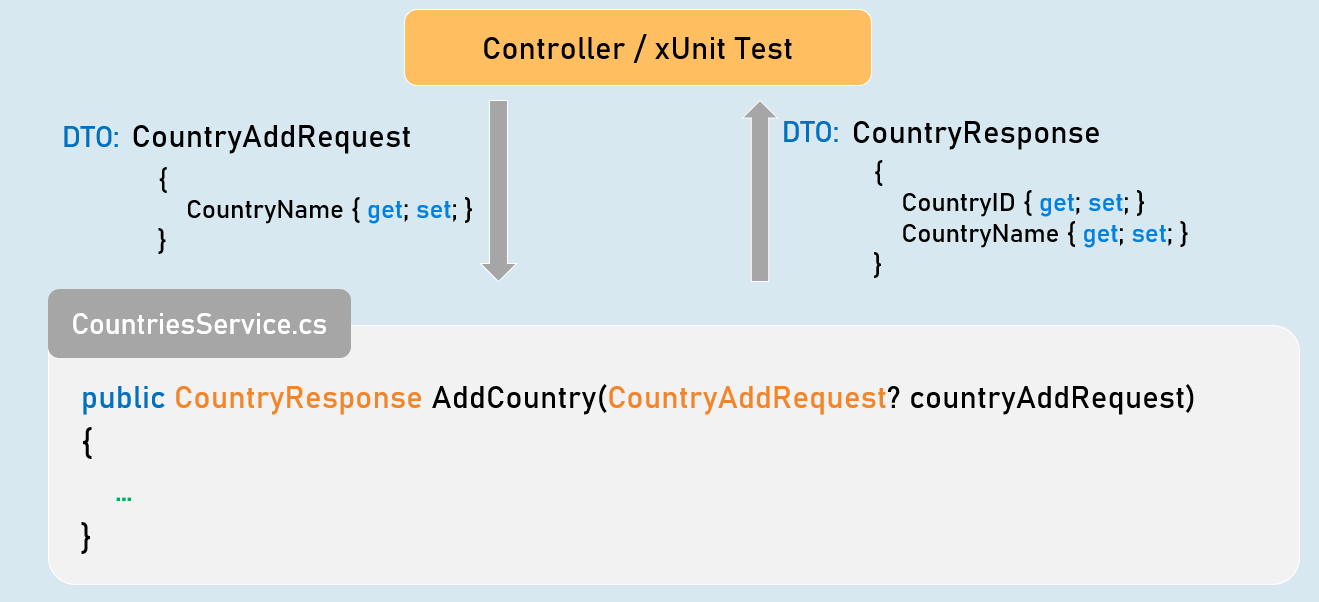 Controller / xUnit Test
DTO: CountryAddRequest
{
CountryName { get; set; }
}
DTO: CountryResponse
{
CountryID { get; set; }
CountryName { get; set; }
}
CountriesService.cs
public CountryResponse AddCountry(CountryAddRequest? countryAddRequest)
{
...
}